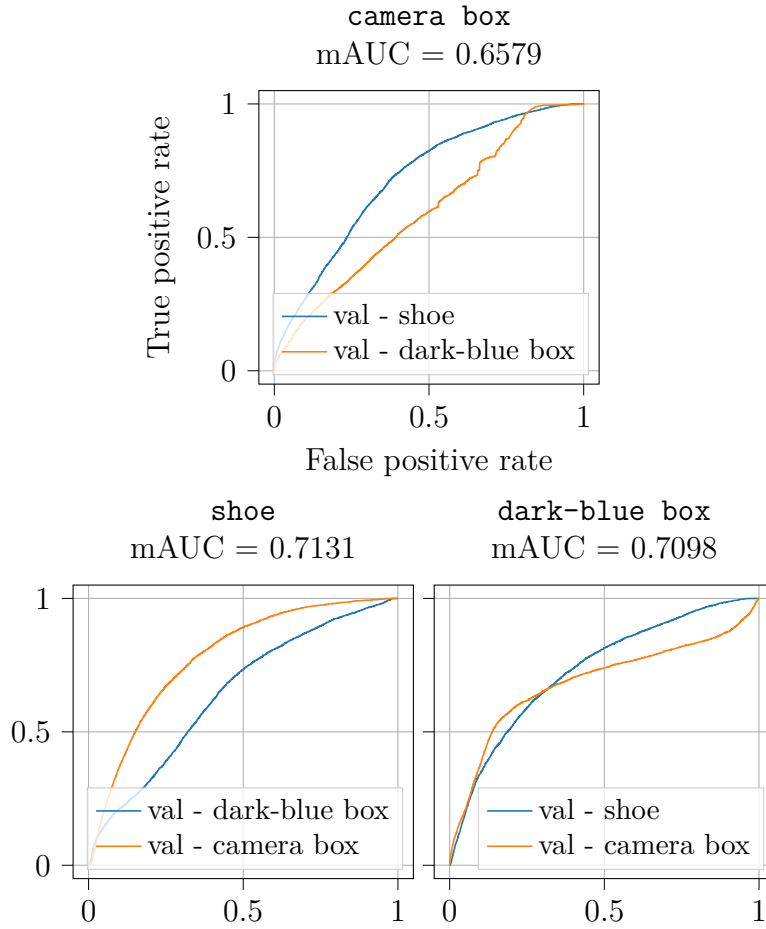 camera box
mAUC = 0.6579
1
0.5
0
True positive rate
val - shoe
val - dark-blue box
0 0.5 1
False positive rate
shoe
mAUC = 0.7131
1
0.5
0
val - dark-blue box
val - camera box
0 0.5 1
dark-blue box
mAUC = 0.7098
val - shoe
val - camera box
0 0.5 1